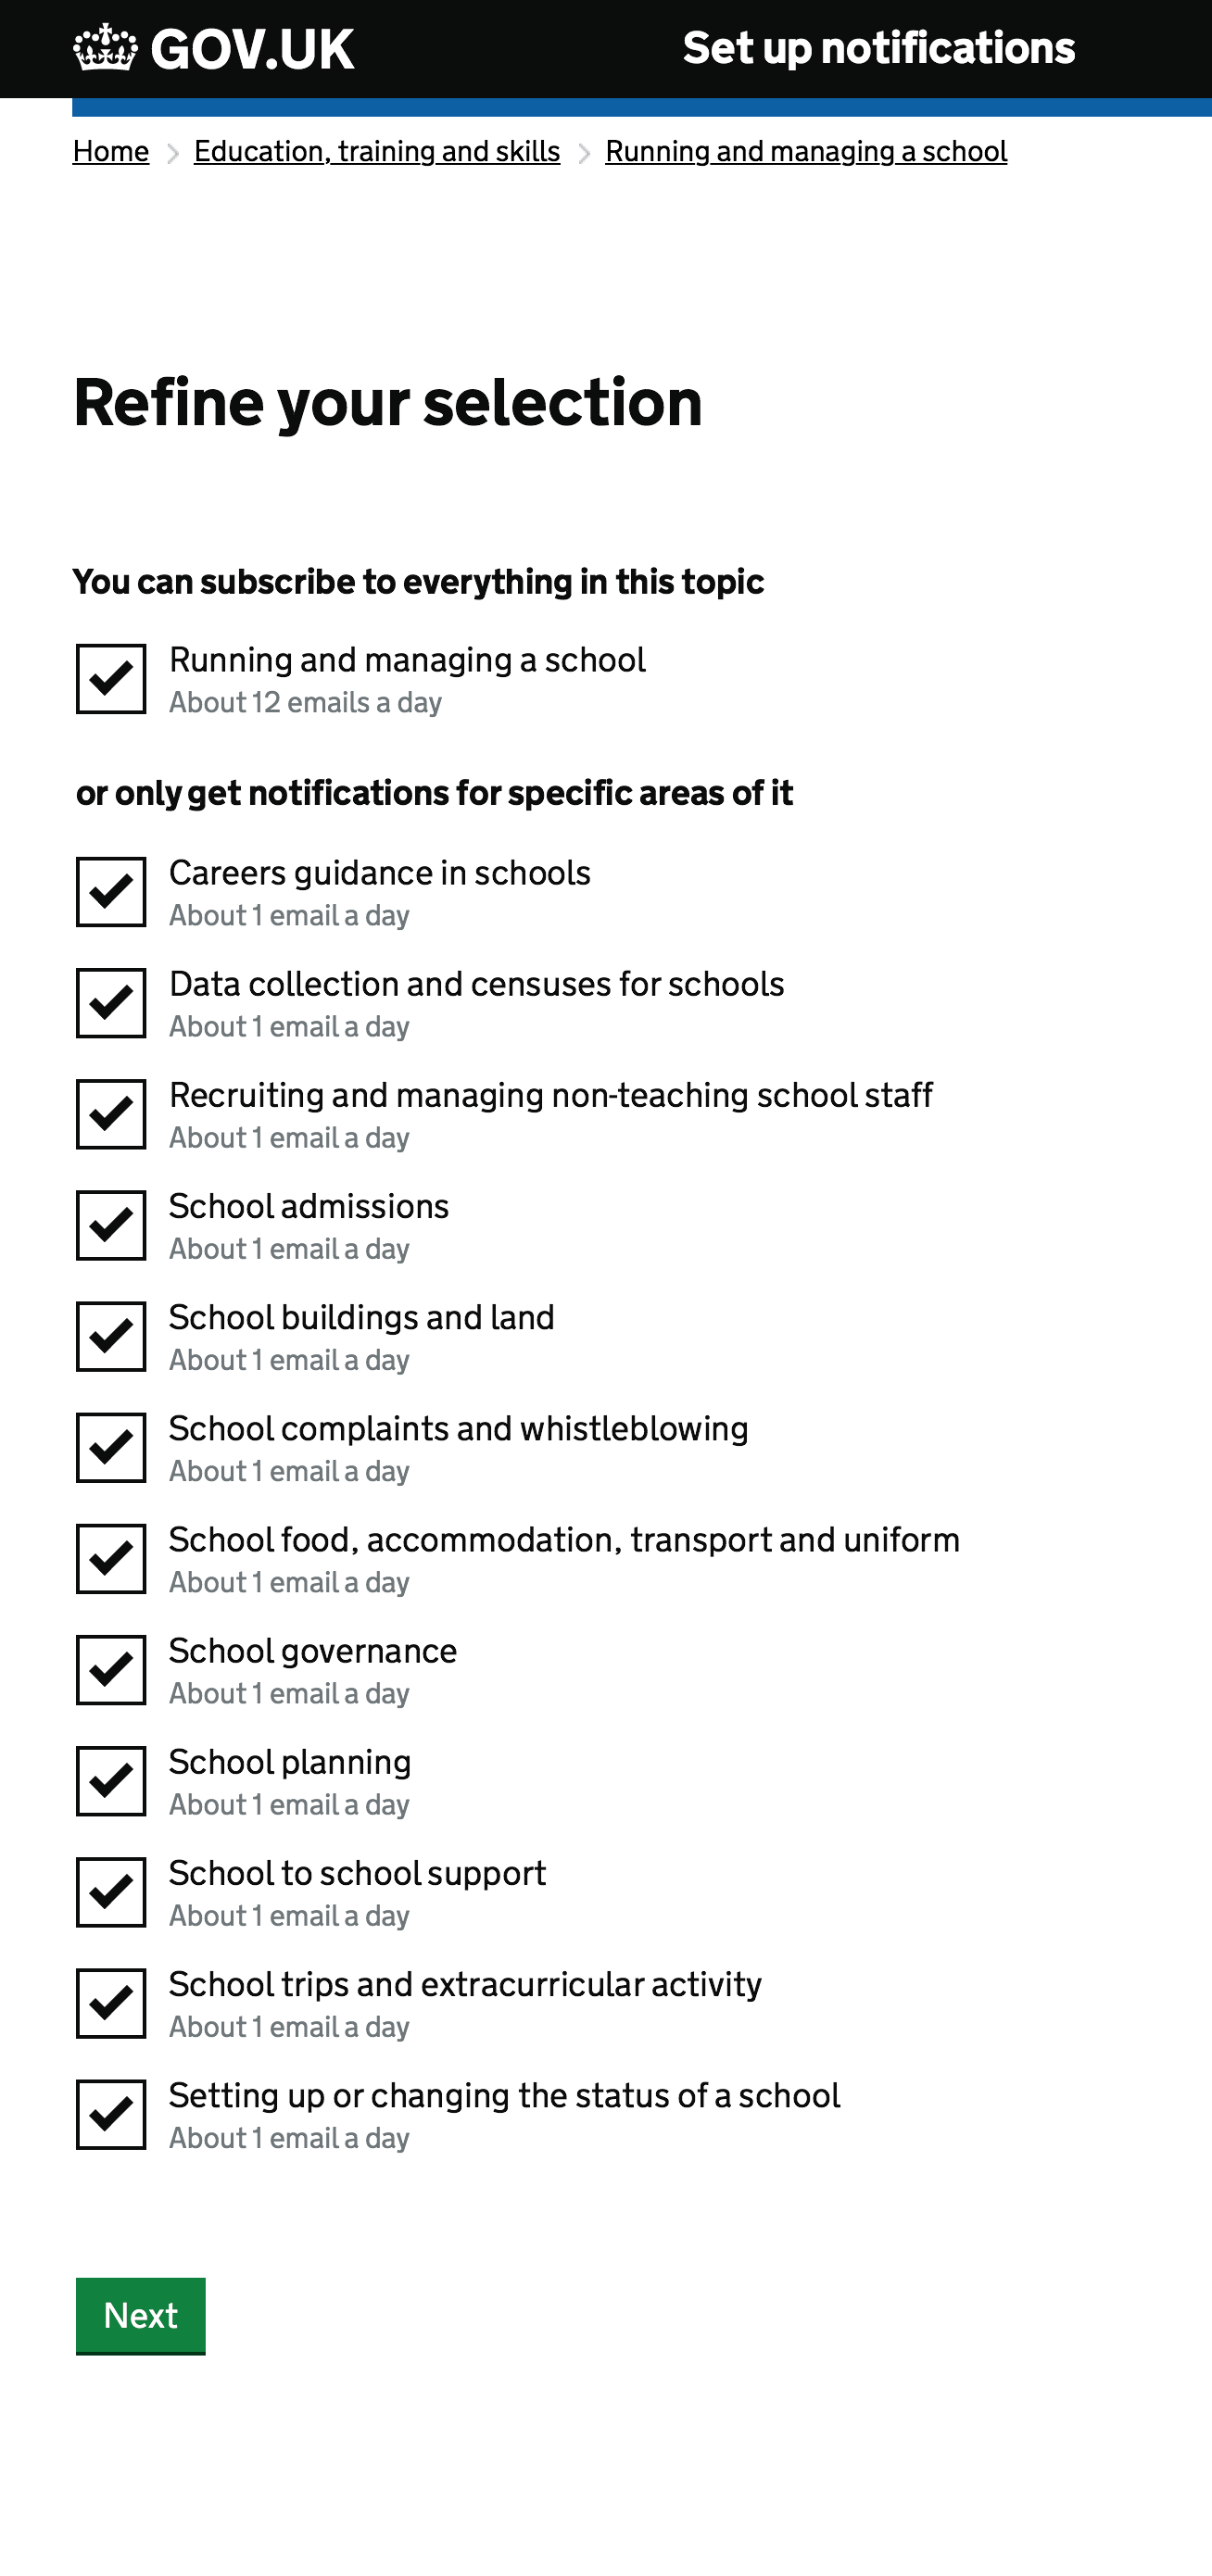 GOV.UK Set up notifications
Home > Education, training and skills > Running and managing a school
Refine your selection
You can subscribe to everything in this topic
Running and managing a school
About 12 emails a day
or only get notifications for specific areas of it
Careers guidance in schools
About 1 email a day
Data collection and censuses for schools
About 1 email a day
Recruiting and managing non-teaching school staff
About 1 email a day
School admissions
About 1 email a day
School buildings and land
About 1 email a day
School complaints and whistleblowing
About 1 email a day
School food, accommodation, transport and uniform
About 1 email a day
School governance
About 1 email a day
School planning
About 1 email a day
School to school support
About 1 email a day
School trips and extracurricular activity
About 1 email a day
Setting up or changing the status of a school
About 1 email a day
Next